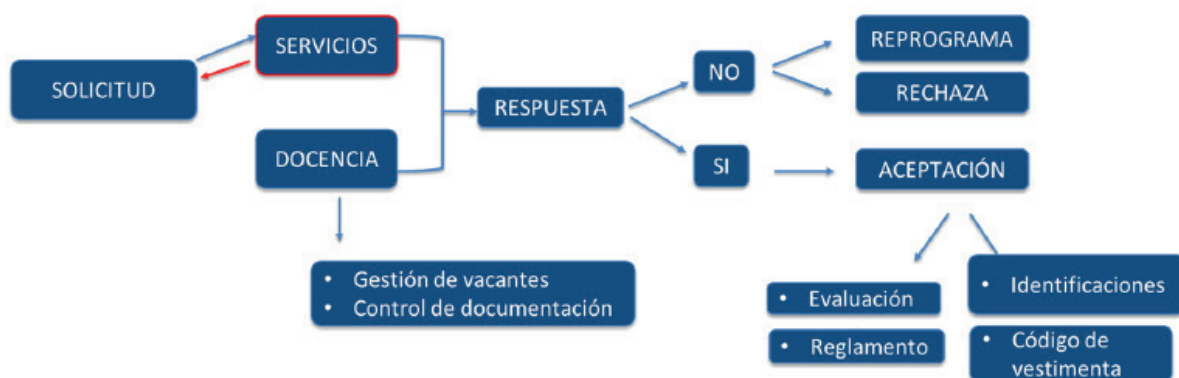 SOLICITUD
SERVICIOS
DOCENCIA
• Gestión de vacantes
• Control de documentación
RESPUESTA
NO
SI
REPROGRAMA
RECHAZA
ACEPTACIÓN
• Evaluación
• Reglamento
• Identificaciones
• Código de
vestimenta